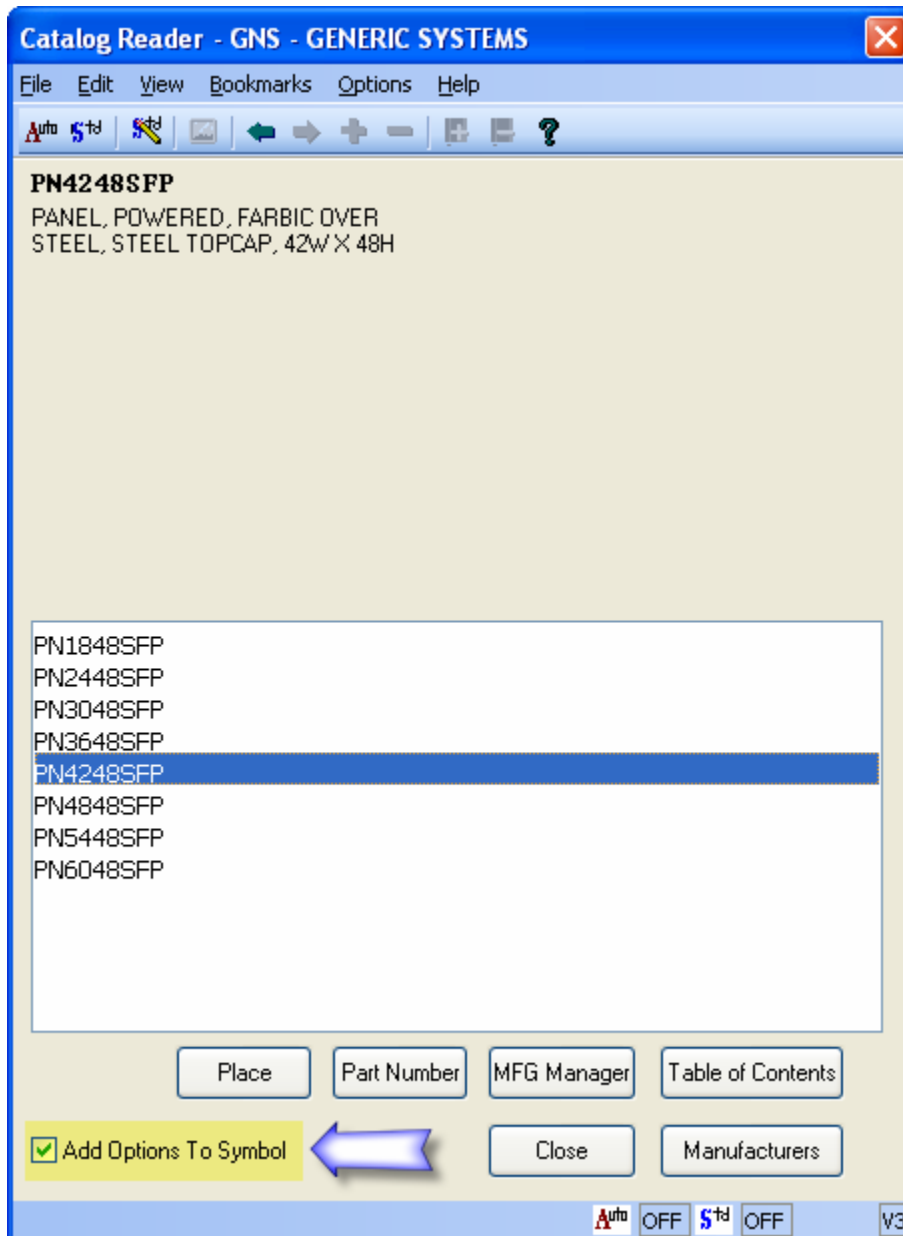 Catalog Reader - GNS - GENERIC SYSTEMS
File Edit View Bookmarks Options Help
Auto Std Std ?
PN4248SFP
PANEL, POWERED, FARBIC OVER
STEEL, STEEL TOPCAP, 42W X 48H
PN1848SFP
PN2448SFP
PN3048SFP
PN3648SFP
PN4248SFP
PN4848SFP
PN5448SFP
PN6048SFP
Place Part Number MFG Manager Table of Contents
Add Options To Symbol Close Manufacturers
Auto OFF Std OFF V3